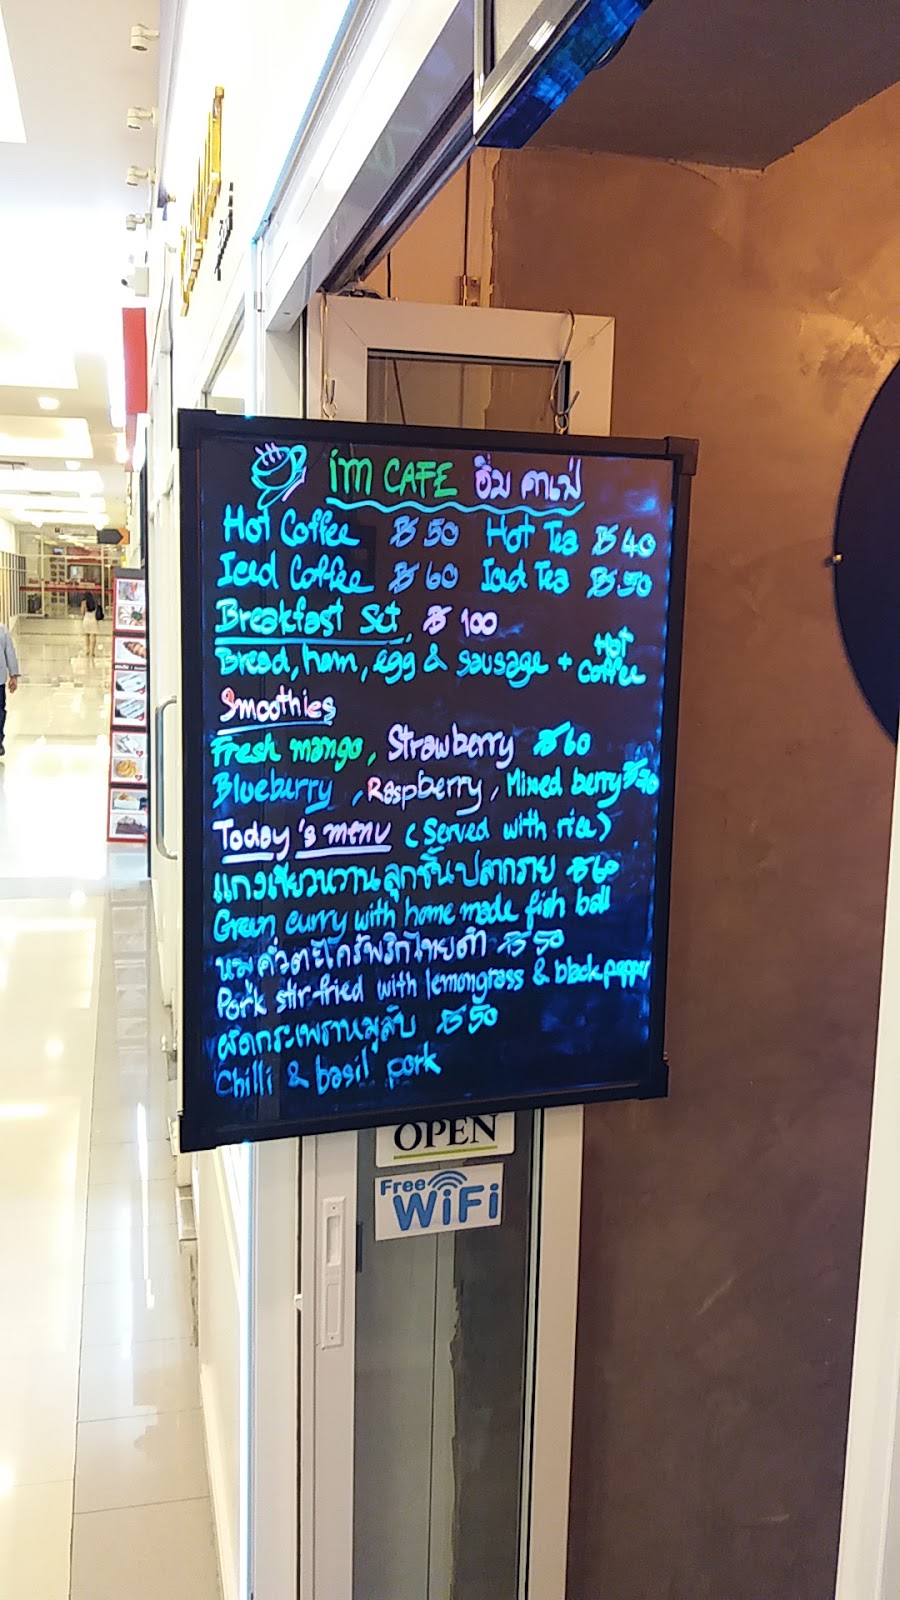 im CAFE อิ่ม คาเฟ่
Hot Coffee ฿ 50 Hot Tea ฿ 40
Iced Coffee ฿ 60 Iced Tea ฿ 50
Breakfast Set, ฿ 100
Bread, ham, egg & sausage + Hot Coffee
Smoothies
Fresh mango, Strawberry ฿ 60
Blueberry, Raspberry, Mixed berry
Today's menu (Served with rice)
แกงเขียวหวานลูกชิ้นปลากราย ฿ 60
Green curry with home made fish ball
หมูคั่วตะไคร้พริกไทยดำ ฿ 50
Pork stir-fried with lemongrass & black pepper
ผัดกระเพราหมูสับ ฿ 50
Chilli & basil pork
OPEN
Free
WiFi